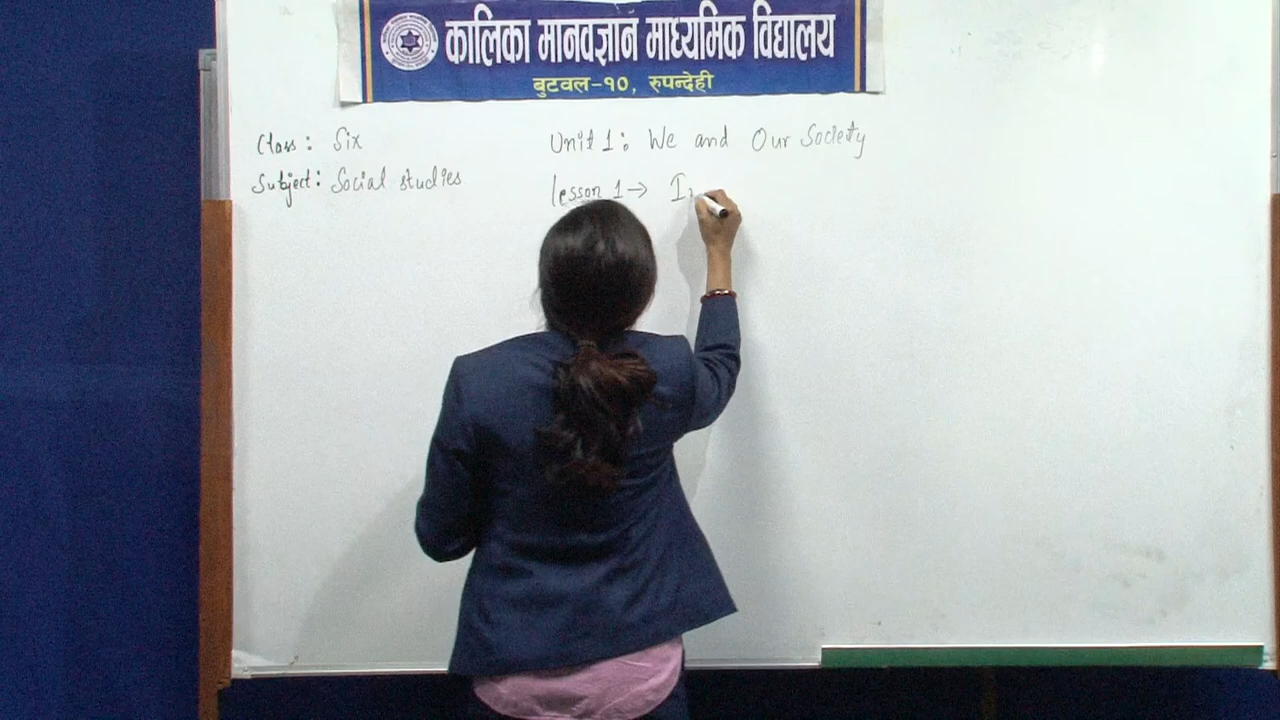 कालिका मानवज्ञान माध्यमिक विद्यालय
बुटवल-१०, रुपन्देही
Class: Six
Unit 1: We and Our Society
Subject: Social studies
lesson 1→